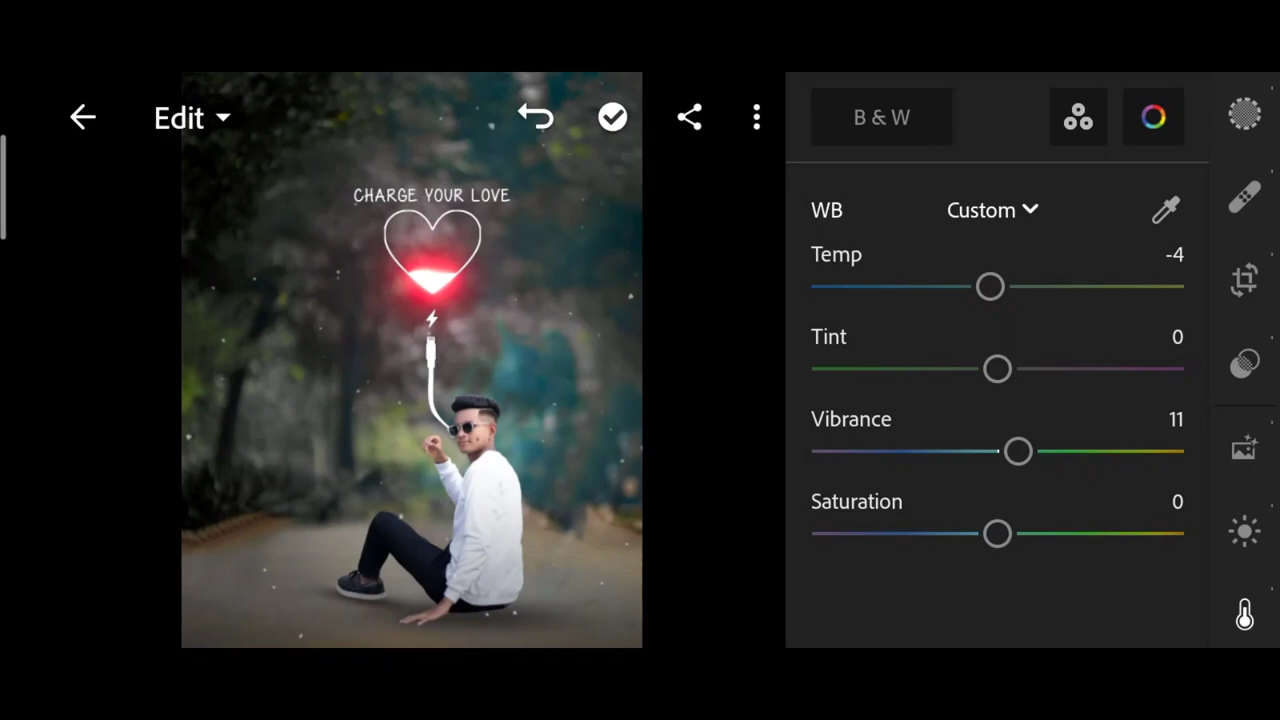 Edit
B & W
CHARGE YOUR LOVE
WB
Custom
Temp
-4
Tint
0
Vibrance
11
Saturation
0